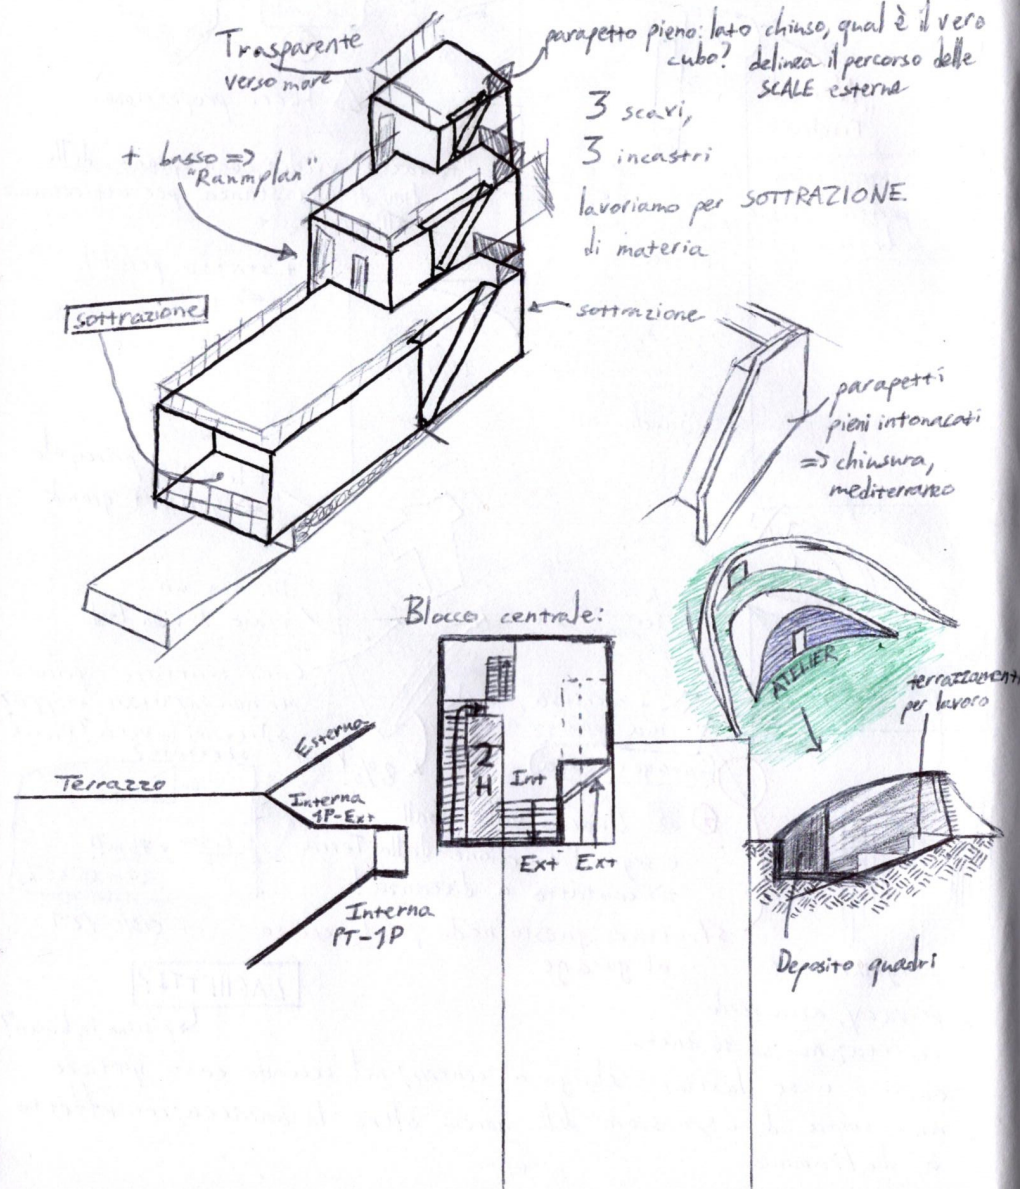 Trasparente
verso mare
parapetto pieno: lato chiuso, qual è il vero
cubo? delinea il percorso delle
SCALE esterne
3 scavi,
3 incastri
lavoriamo per SOTTRAZIONE.
di materia
+ basso =>
"Raumplan"
sottrazione
sottrazione
parapetti
pieni intonacati
=> chiusura,
mediterraneo
Blocco centrale:
ATELIER
terrazzamenti
per lavoro
Esterna
Terrazzo
Interna
1P-Ext
2
H
Int
Ext Ext
Interna
PT-1P
Deposito quadri